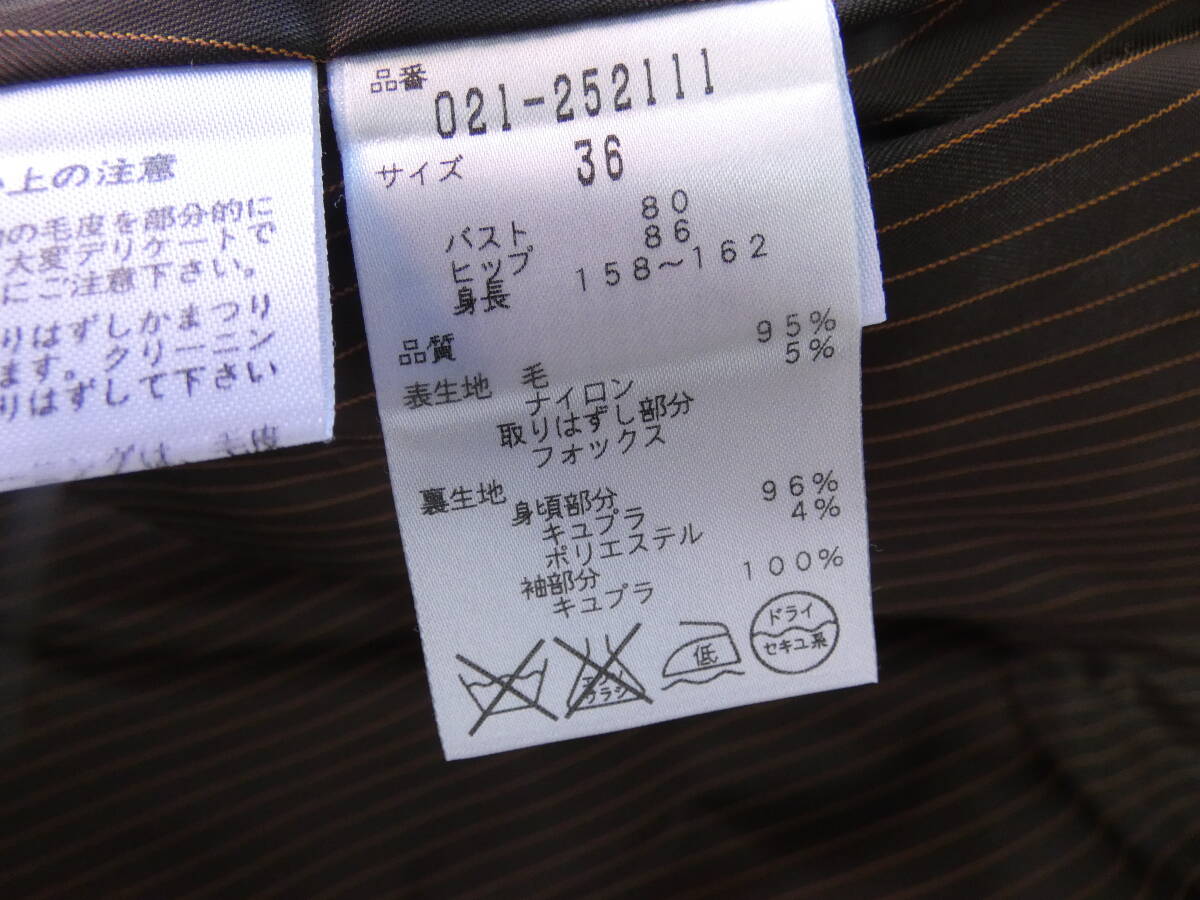 上の注意
の毛皮を部分的に
大変デリケートで
にご注意下さい。
りはずしかまつり
ます。クリーニン
りはずして下さい
品番
021-252111
サイズ 36
バスト 80
ヒップ 86
身長 158～162
品質
表生地 毛 95%
ナイロン 5%
取りはずし部分
フォックス
裏生地 身頃部分
キュプラ 96%
ポリエステル 4%
袖部分
キュプラ 100%
低
ドライ
セキユ系